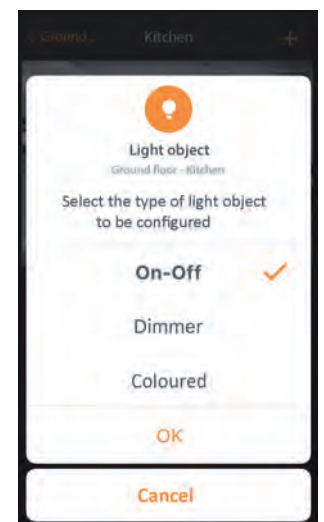 ‹ Ground... Kitchen +
Light object
Ground floor - Kitchen
Select the type of light object
to be configured
On-Off
Dimmer
Coloured
OK
Cancel